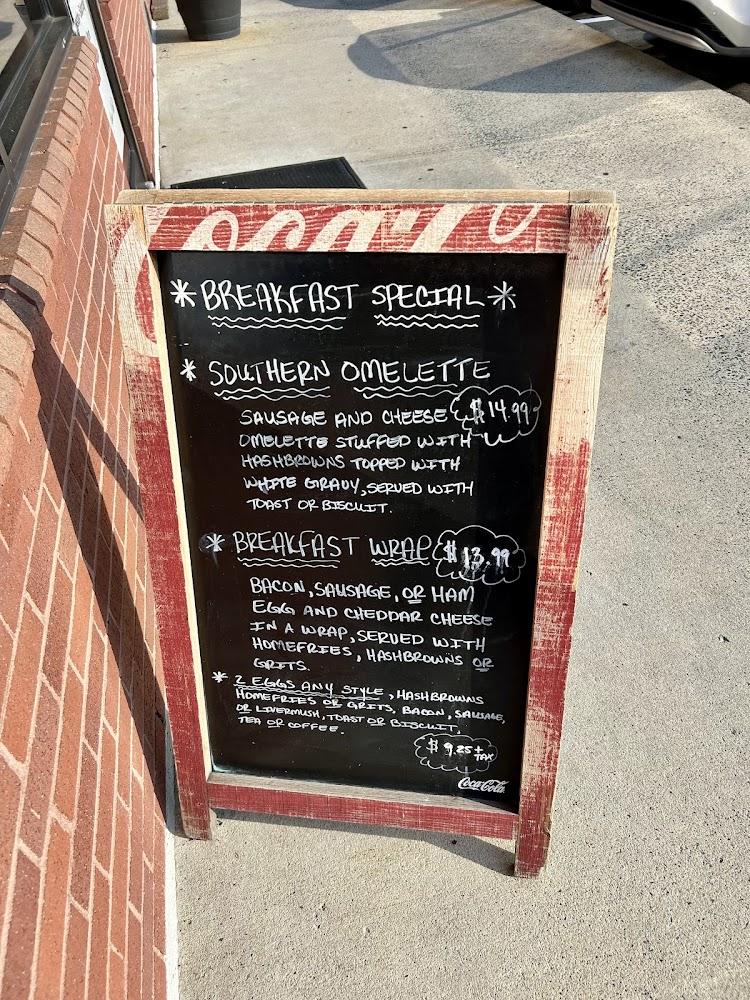 Coca-Cola
*BREAKFAST SPECIAL*
* SOUTHERN OMELETTE
$14.99
SAUSAGE AND CHEESE
OMELETTE STUFFED WITH
HASHBROWNS TOPPED WITH
WHITE GRAVY, SERVED WITH
TOAST OR BISCUIT.
* BREAKFAST WRAP $13.99
BACON, SAUSAGE, OR HAM
EGG AND CHEDDAR CHEESE
IN A WRAP, SERVED WITH
HOMEFRIES, HASHBROWNS OR
GRITS.
* 2 EGGS ANY STYLE, HASHBROWNS
HOMEFRIES OR GRITS, BACON, SAUSAGE,
OR LIVERMUSH, TOAST OR BISCUIT,
TEA OR COFFEE.
$9.25 + TAX
Coca-Cola